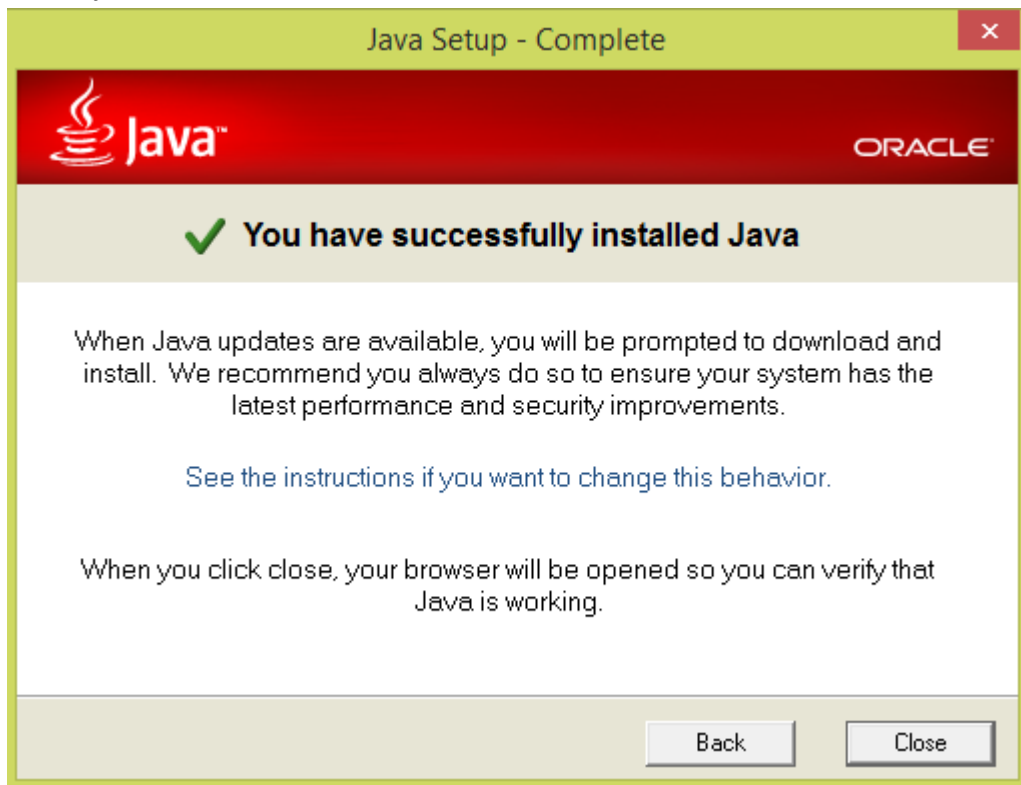 Java Setup - Complete
Java™
ORACLE®
You have successfully installed Java
When Java updates are available, you will be prompted to download and
install. We recommend you always do so to ensure your system has the
latest performance and security improvements.
See the instructions if you want to change this behavior.
When you click close, your browser will be opened so you can verify that
Java is working.
Back
Close